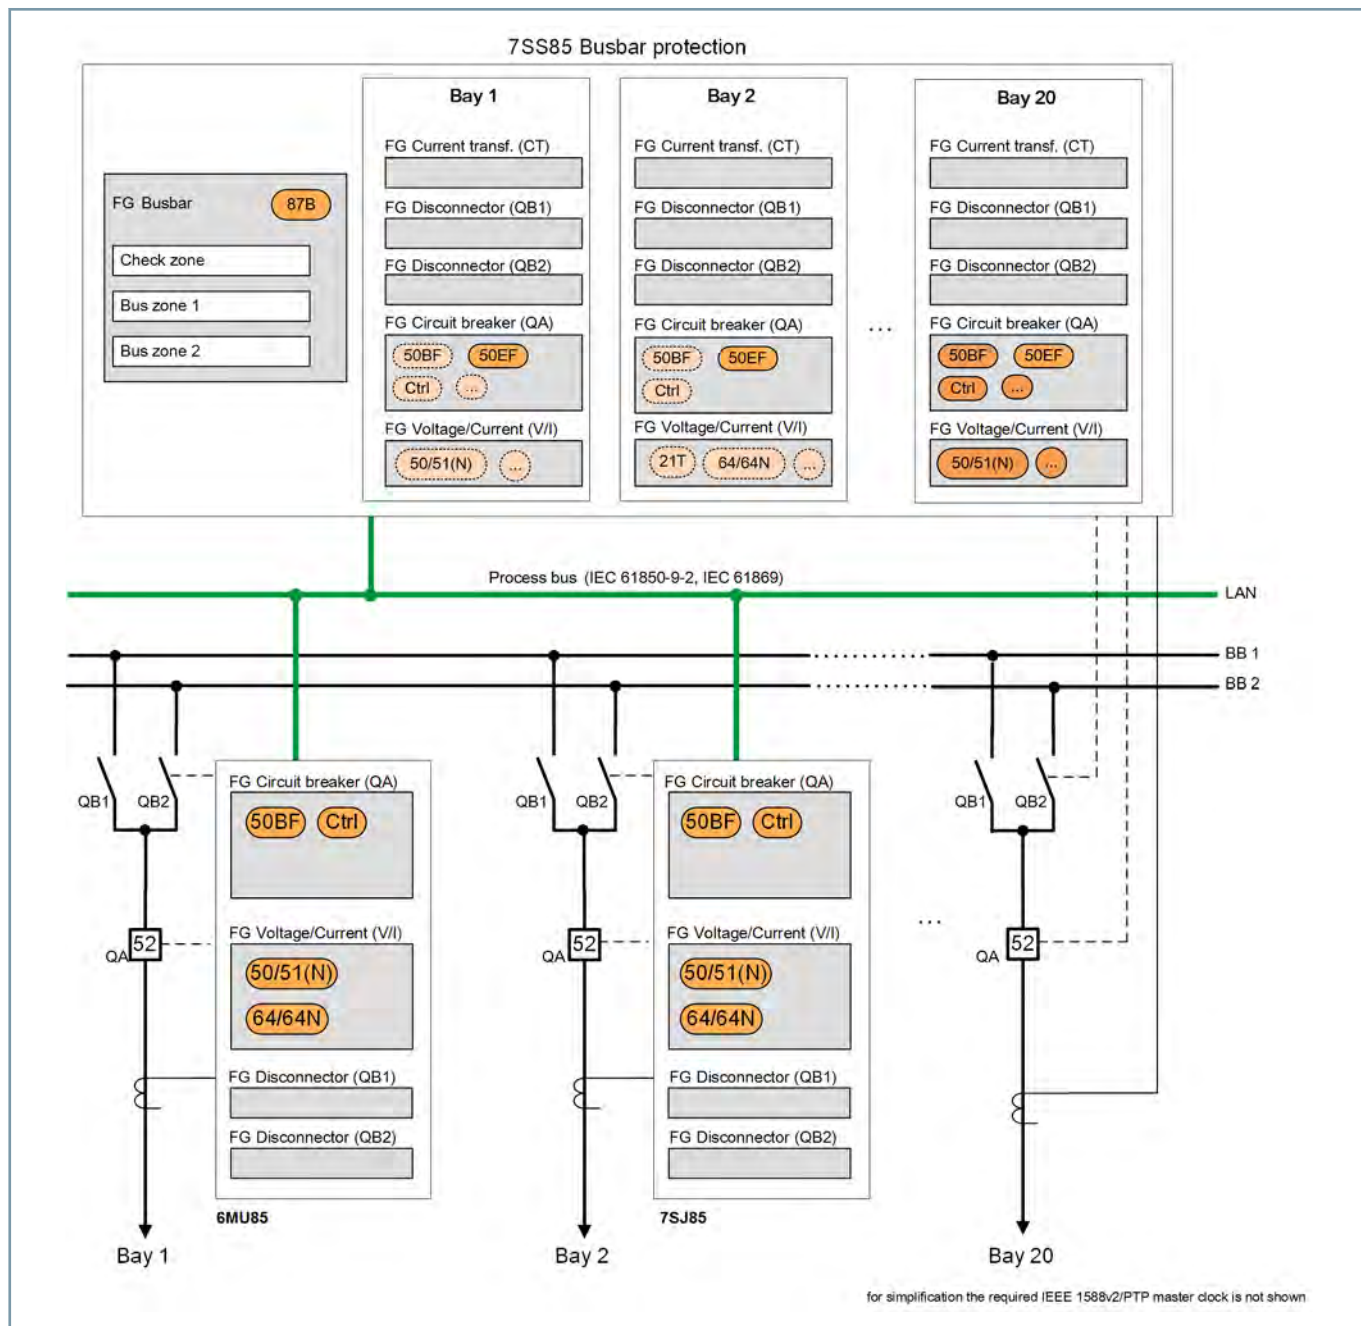 7SS85 Busbar protection
FG Busbar
87B
Check zone
Bus zone 1
Bus zone 2
Bay 1
FG Current transf. (CT)
FG Disconnector (QB1)
FG Disconnector (QB2)
FG Circuit breaker (QA)
50BF 50EF
Ctrl ...
FG Voltage/Current (V/I)
50/51(N) ...
Bay 2
FG Current transf. (CT)
FG Disconnector (QB1)
FG Disconnector (QB2)
FG Circuit breaker (QA)
50BF 50EF
Ctrl
FG Voltage/Current (V/I)
21T 64/64N ...
...
Bay 20
FG Current transf. (CT)
FG Disconnector (QB1)
FG Disconnector (QB2)
FG Circuit breaker (QA)
50BF 50EF
Ctrl ...
FG Voltage/Current (V/I)
50/51(N) ...
Process bus (IEC 61850-9-2, IEC 61869)
LAN
BB 1
BB 2
QB1
QB2
52
QA
Bay 1
FG Circuit breaker (QA)
50BF Ctrl
FG Voltage/Current (V/I)
50/51(N)
64/64N
FG Disconnector (QB1)
FG Disconnector (QB2)
6MU85
QB1
QB2
52
QA
Bay 2
FG Circuit breaker (QA)
50BF Ctrl
FG Voltage/Current (V/I)
50/51(N)
64/64N
FG Disconnector (QB1)
FG Disconnector (QB2)
7SJ85
...
QB1
QB2
52
QA
Bay 20
for simplification the required IEEE 1588v2/PTP master clock is not shown